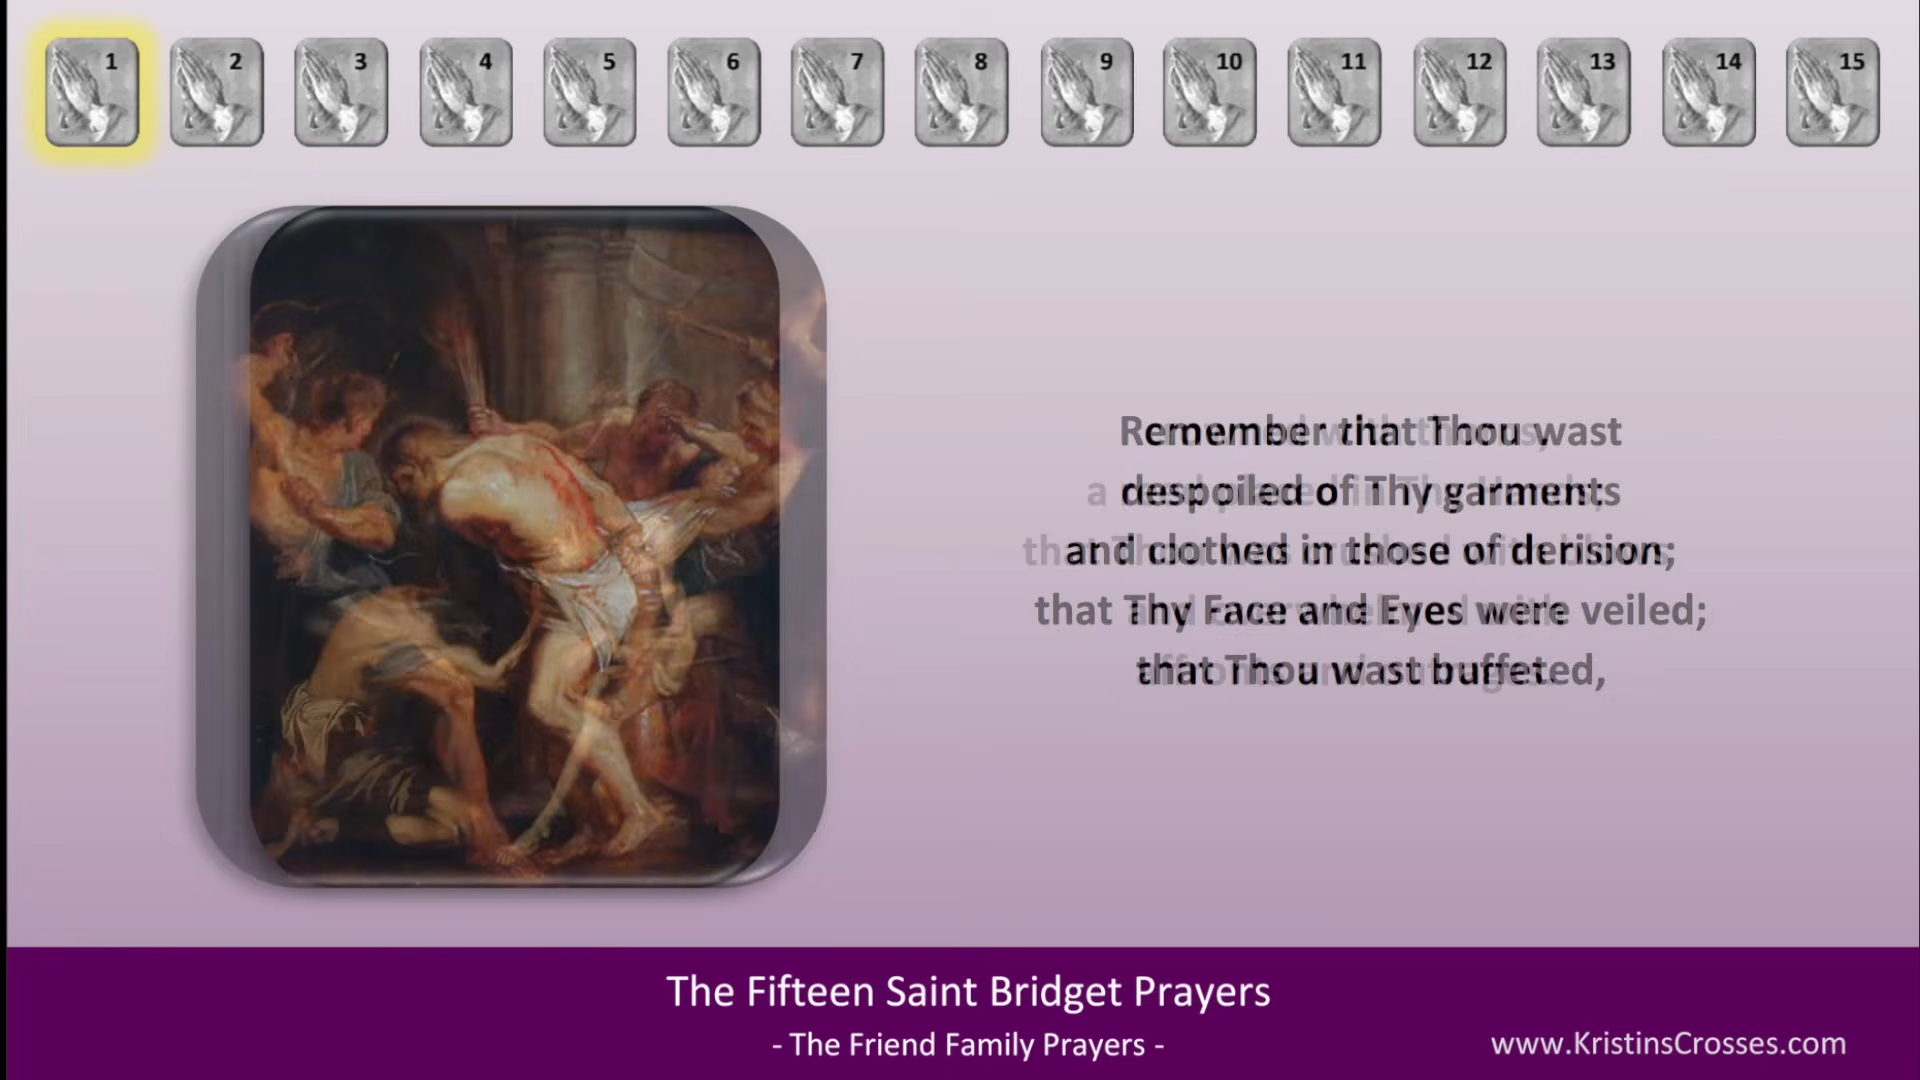 1 2 3 4 5 6 7 8 9 10 11 12 13 14 15
Remember that Thou wast
despoiled of Thy garments
and clothed in those of derision;
that Thy Face and Eyes were veiled;
that Thou wast buffeted,
The Fifteen Saint Bridget Prayers
- The Friend Family Prayers -
www.KristinsCrosses.com